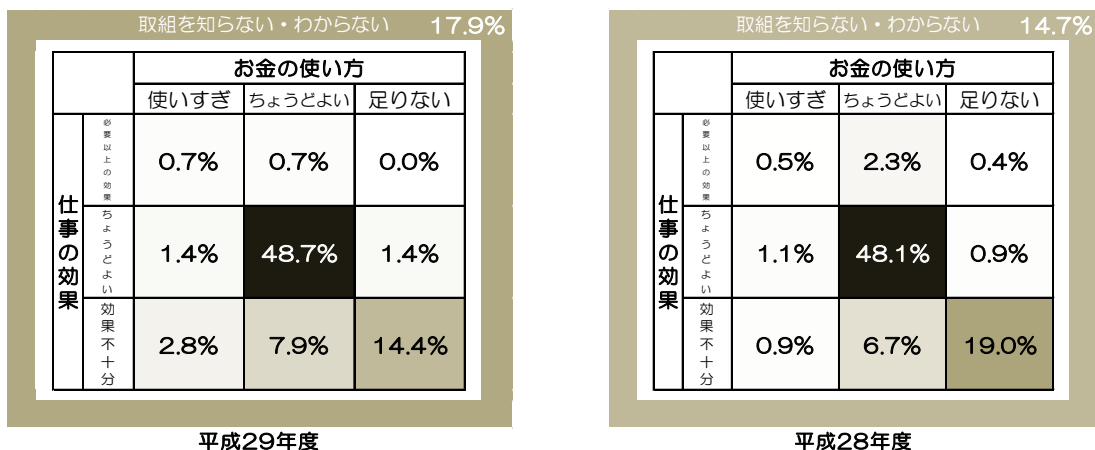 取組を知らない・わからない 17.9%
お金の使い方
使いすぎ ちょうどよい 足りない
仕事の効果
必要以上の効果 0.7% 0.7% 0.0%
ちょうどよい 1.4% 48.7% 1.4%
効果不十分 2.8% 7.9% 14.4%
平成29年度
取組を知らない・わからない 14.7%
お金の使い方
使いすぎ ちょうどよい 足りない
仕事の効果
必要以上の効果 0.5% 2.3% 0.4%
ちょうどよい 1.1% 48.1% 0.9%
効果不十分 0.9% 6.7% 19.0%
平成28年度